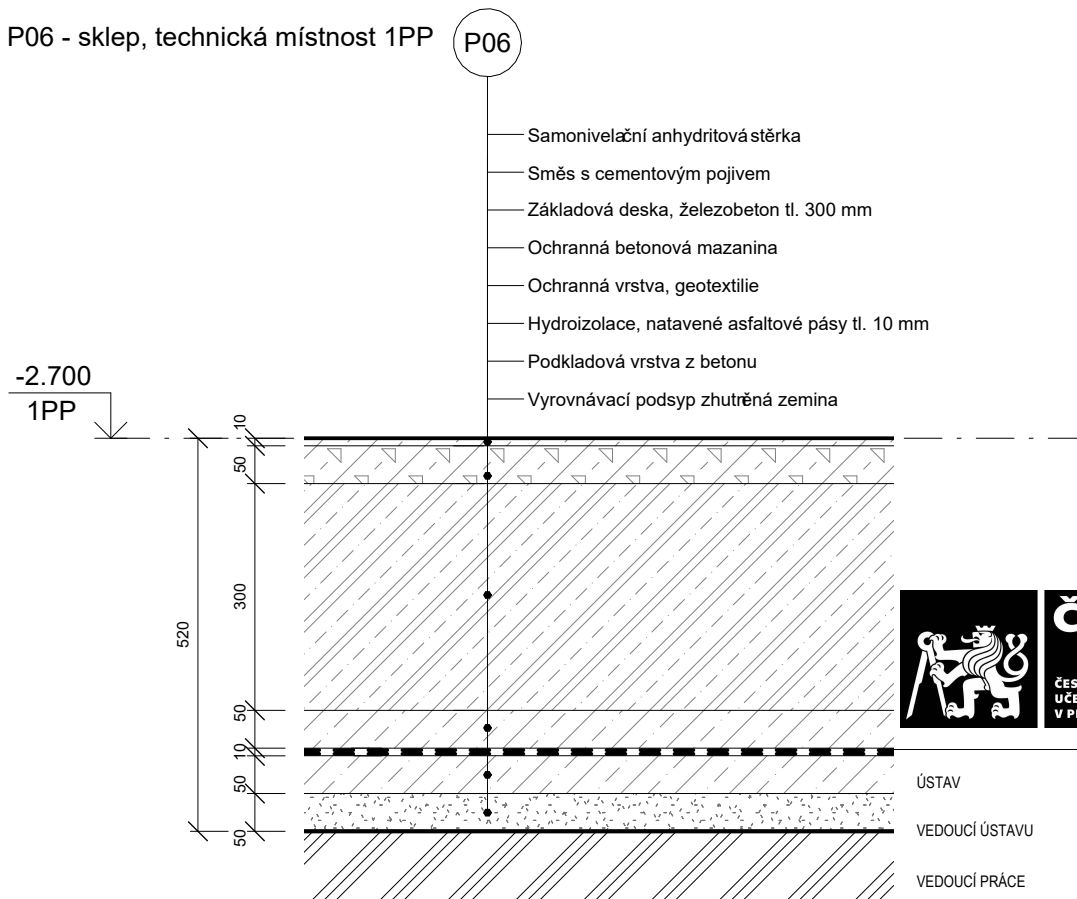 P06 - sklep, technická místnost 1PP
P06
Samonivelační anhydritová stěrka
Směs s cementovým pojivem
Základová deska, železobeton tl. 300 mm
Ochranná betonová mazanina
Ochranná vrstva, geotextilie
Hydroizolace, natavené asfaltové pásy tl. 10 mm
Podkladová vrstva z betonu
Vyrovnávací podsyp zhutněná zemina
-2.700
1PP
10
50
300
520
50
10
50
50
Č
ČES
UČE
V P
ÚSTAV
VEDOUCÍ ÚSTAVU
VEDOUCÍ PRÁCE